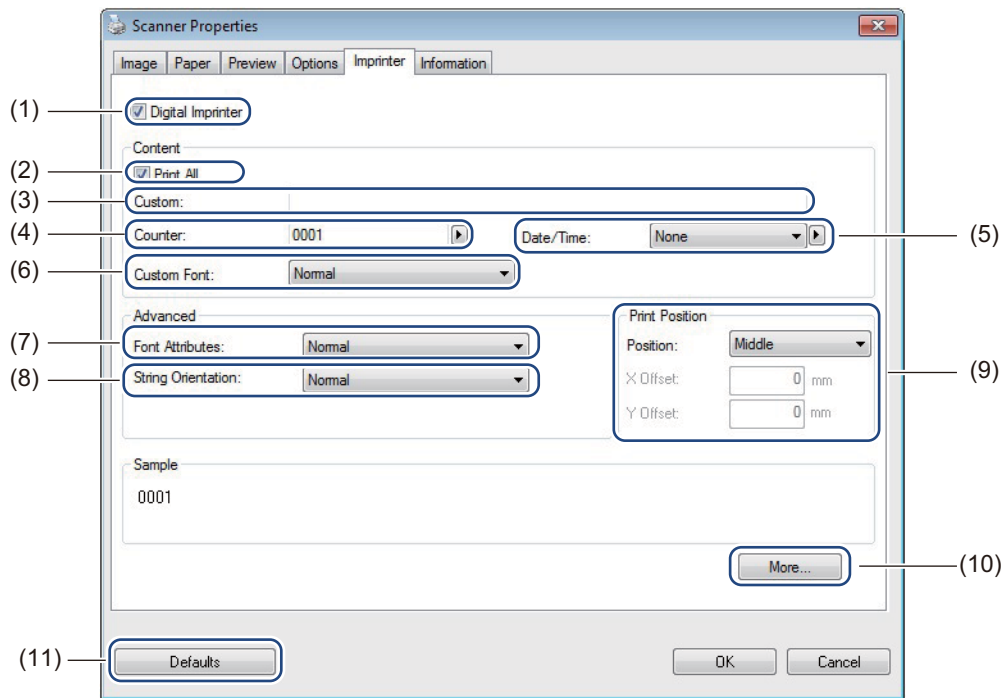 Scanner Properties
Image Paper Preview Options Imprinter Information
(1) Digital Imprinter
Content
(2) Print All
(3) Custom:
(4) Counter: 0001 Date/Time: None (5)
(6) Custom Font: Normal
Advanced Print Position
(7) Font Attributes: Normal Position: Middle
(8) String Orientation: Normal X Offset: 0 mm (9)
Y Offset: 0 mm
Sample
0001
More... (10)
(11) Defaults OK Cancel